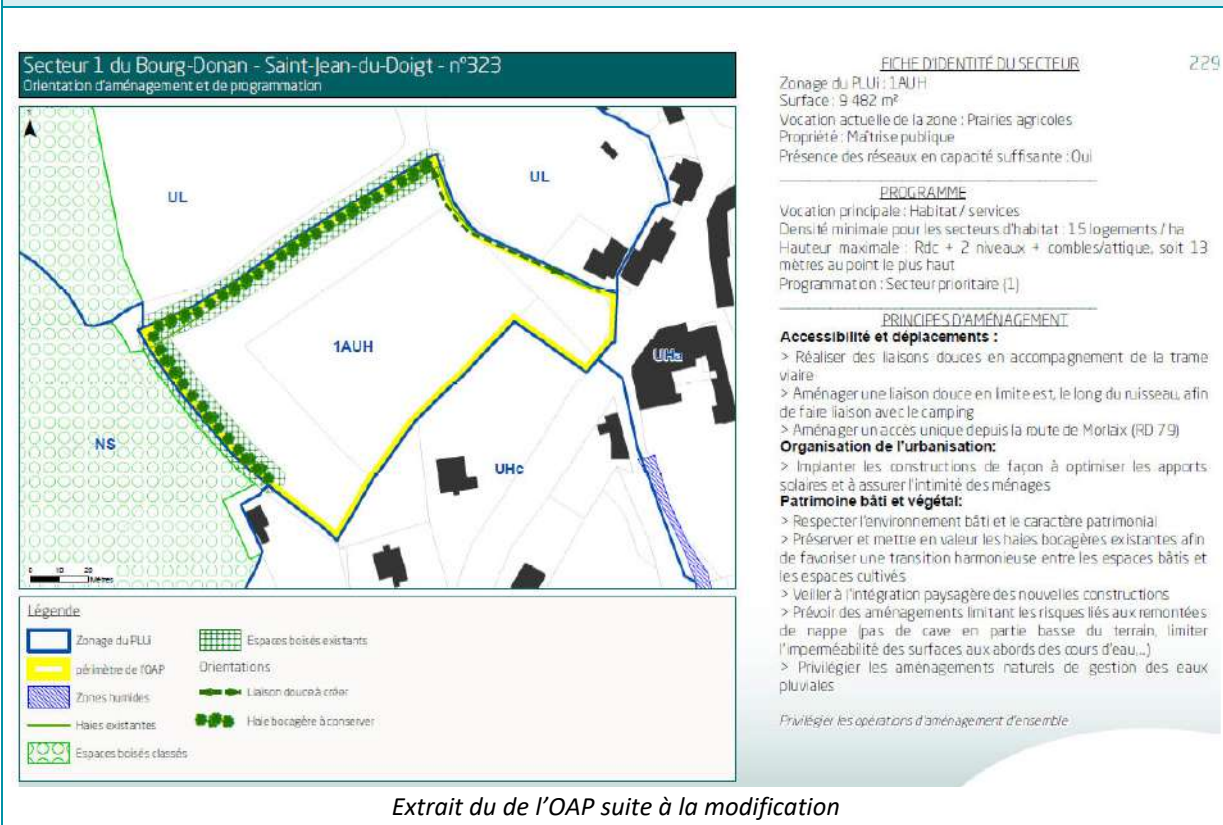 Secteur 1 du Bourg-Donan - Saint-Jean-du-Doigt - n°323
Orientation d'aménagement et de programmation
UL
UL
1AUH
UHa
NS
UHc
0 10 20
Mètres
Légende
Zonage du PLUi
périmètre de l'OAP
Zones humides
Haies existantes
Espaces boisés classés
Espaces boisés existants
Orientations
Liaison douce à créer
Haie bocagère à conserver
FICHE D'IDENTITÉ DU SECTEUR
229
Zonage du PLUi : 1AUH
Surface : 9 482 m²
Vocation actuelle de la zone : Prairies agricoles
Propriété : Maîtrise publique
Présence des réseaux en capacité suffisante : Oui
PROGRAMME
Vocation principale : Habitat / services
Densité minimale pour les secteurs d'habitat : 15 logements / ha
Hauteur maximale : Rdc + 2 niveaux + combles/attique, soit 13
mètres au point le plus haut
Programmation : Secteur prioritaire (1)
PRINCIPES D'AMÉNAGEMENT
Accessibilité et déplacements :
> Réaliser des liaisons douces en accompagnement de la trame
viaire
> Aménager une liaison douce en limite est, le long du ruisseau, afin
de faire liaison avec le camping
> Aménager un accès unique depuis la route de Morlaix (RD 79)
Organisation de l'urbanisation:
> Implanter les constructions de façon à optimiser les apports
solaires et à assurer l'intimité des ménages
Patrimoine bâti et végétal:
> Respecter l'environnement bâti et le caractère patrimonial
> Préserver et mettre en valeur les haies bocagères existantes afin
de favoriser une transition harmonieuse entre les espaces bâtis et
les espaces cultivés
> Veiller à l'intégration paysagère des nouvelles constructions
> Prévoir des aménagements limitant les risques liés aux remontées
de nappe (pas de cave en partie basse du terrain, limiter
l'imperméabilité des surfaces aux abords des cours d'eau,...)
> Privilégier les aménagements naturels de gestion des eaux
pluviales
Privilégier les opérations d'aménagement d'ensemble
Extrait du de l'OAP suite à la modification